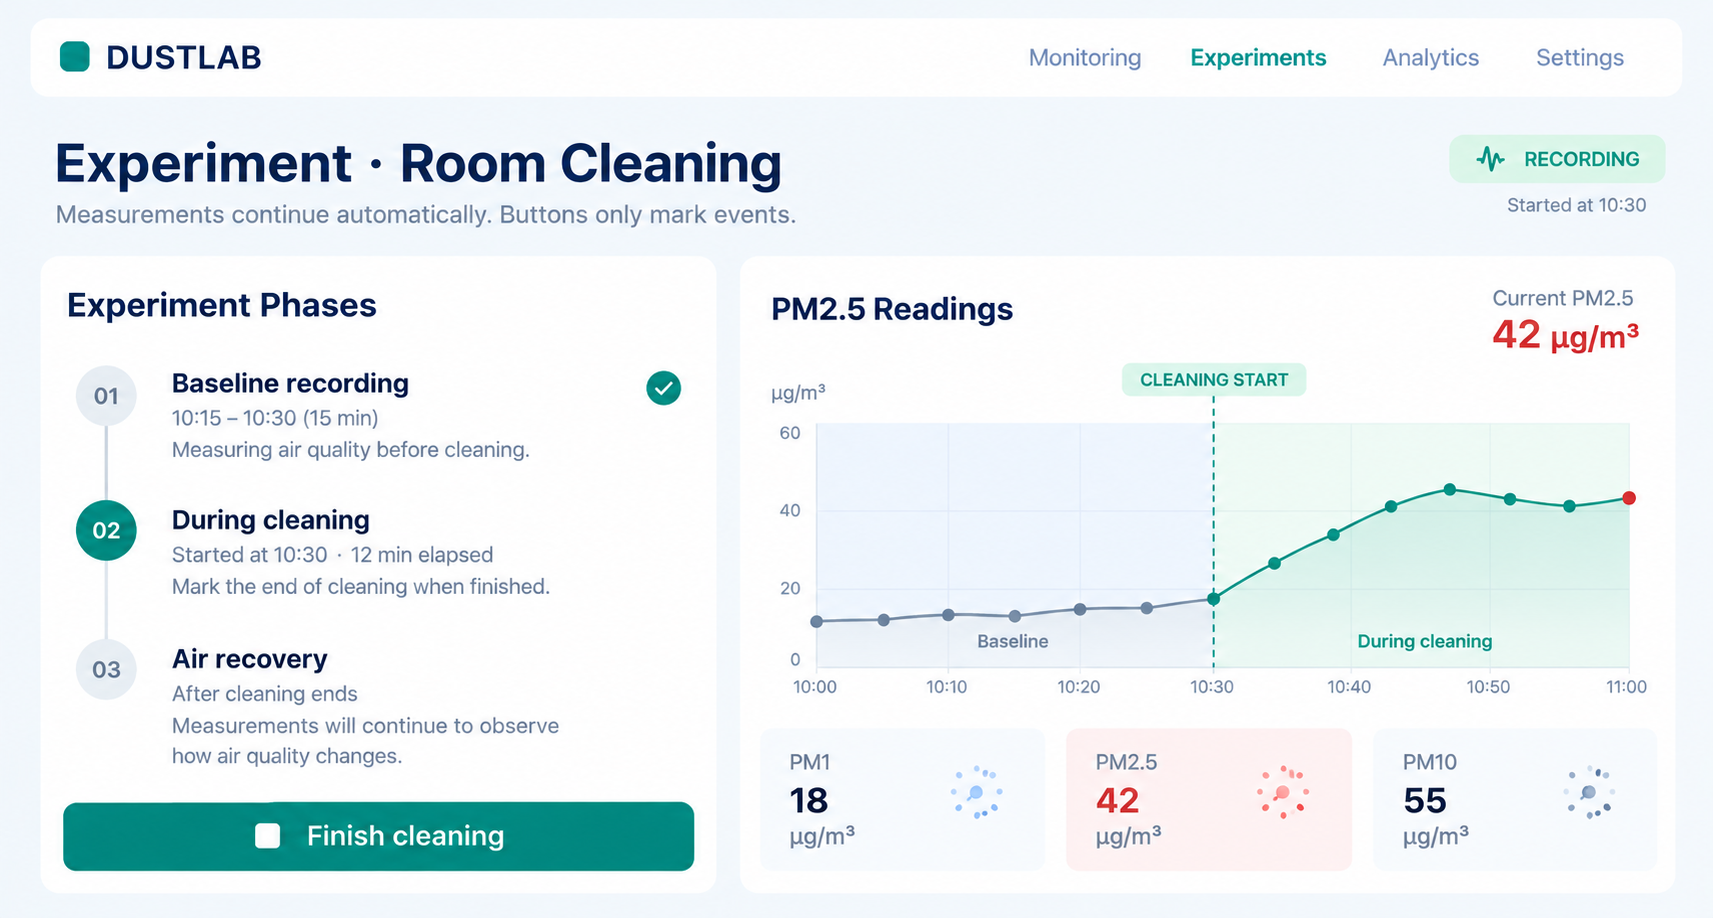 DUSTLAB
Monitoring
Experiments
Analytics
Settings
Experiment · Room Cleaning
Measurements continue automatically. Buttons only mark events.
RECORDING
Started at 10:30
Experiment Phases
01
Baseline recording
10:15 – 10:30 (15 min)
Measuring air quality before cleaning.
02
During cleaning
Started at 10:30 · 12 min elapsed
Mark the end of cleaning when finished.
03
Air recovery
After cleaning ends
Measurements will continue to observe
how air quality changes.
Finish cleaning
PM2.5 Readings
Current PM2.5
42 µg/m³
CLEANING START
µg/m³
60
40
20
0
Baseline
During cleaning
10:00
10:10
10:20
10:30
10:40
10:50
11:00
PM1
18
µg/m³
PM2.5
42
µg/m³
PM10
55
µg/m³